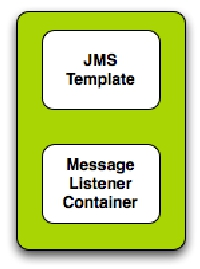 JMS
Template
Message
Listener
Container